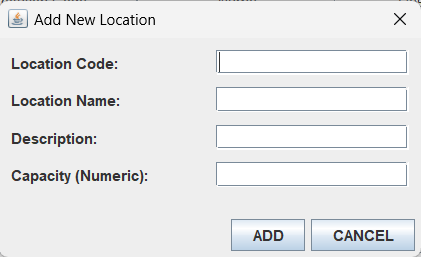 Add New Location
Location Code:
Location Name:
Description:
Capacity (Numeric):
ADD CANCEL